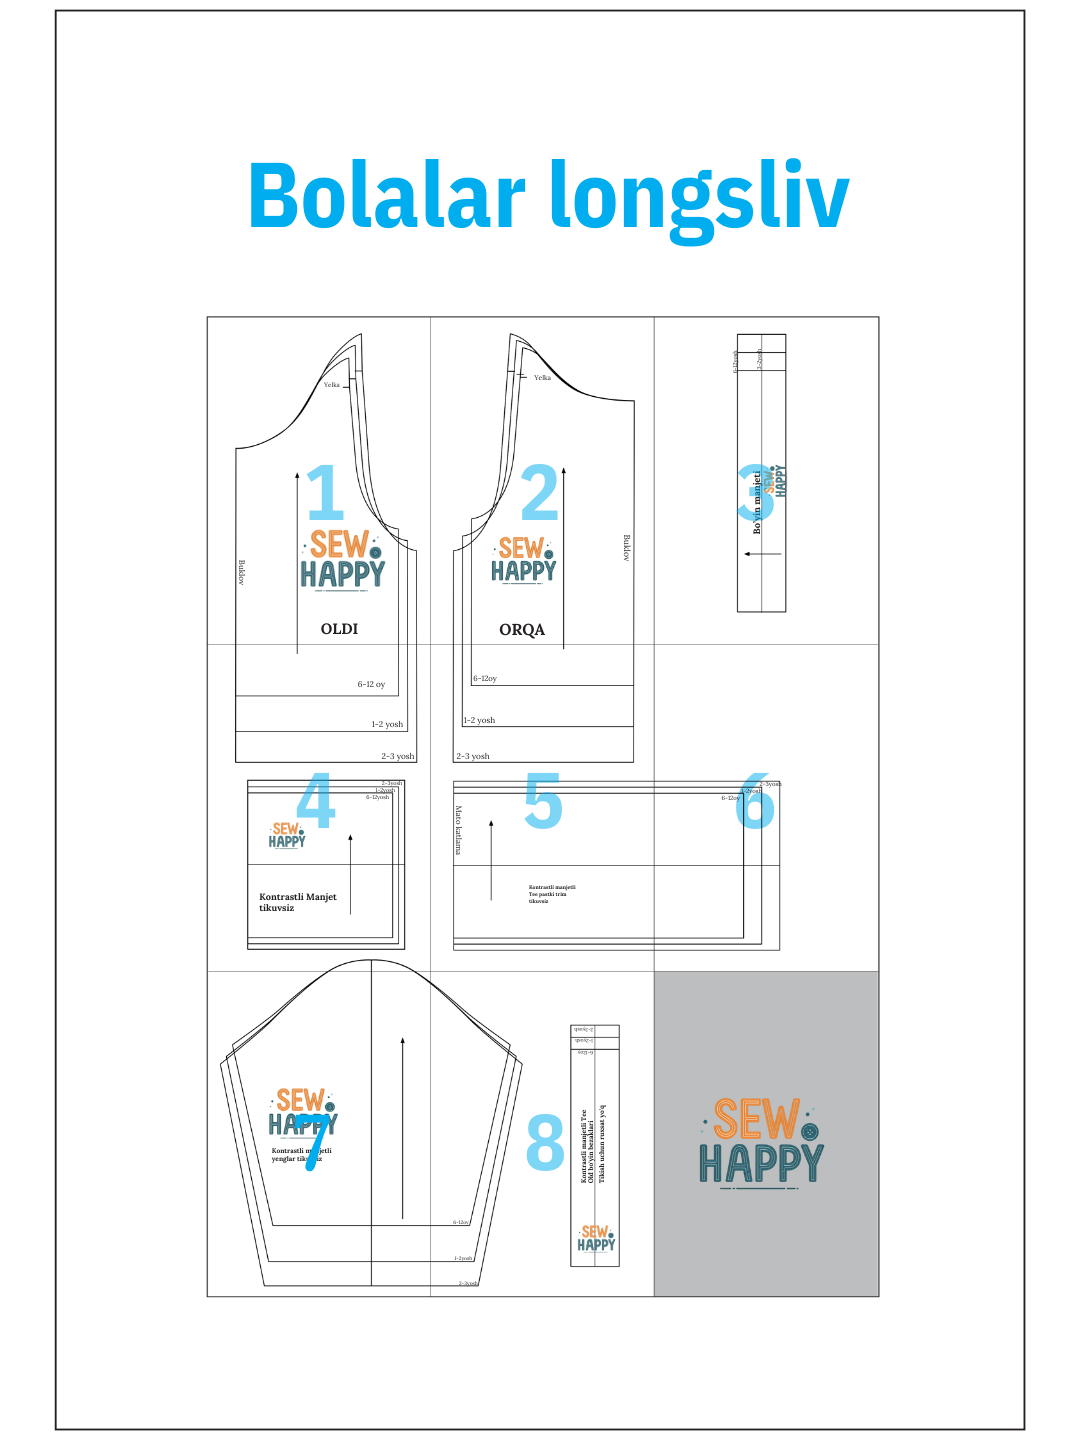 Bolalar longsliv
Yelka
1
SEW
HAPPY
OLDI
Buklov
6-12 oy
1-2 yosh
2-3 yosh
Yelka
2
SEW
HAPPY
ORQA
Buklov
6-12oy
1-2 yosh
2-3 yosh
6-12yosh
3-2yosh
3
Bo'yin manjeti
SEW
HAPPY
4
2-3yosh
1-2yosh
6-12yosh
SEW
HAPPY
Kontrastli Manjet
tikuvsiz
5
6
2-3yosh
1-2yosh
6-12oy
Mato katlama
Kontrastli manjetli
Tee pastki trim
tikuvsiz
SEW
HAPPY
7
Kontrastli manjetli
yenglar tikuvsiz
6-12oy
1-2yosh
2-3yosh
8
2-3yosh
1-2yosh
6-12oy
Kontrastli manjetli Tee
Old bo'yin bezaklari
Tikish uchun ruxsat yo'q
SEW
HAPPY
SEW
HAPPY